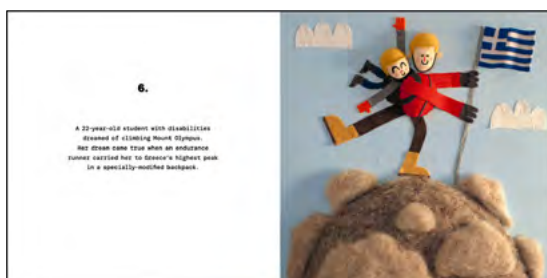 6.
A 22-year-old student with disabilities
dreamed of climbing Mount Olympus.
Her dream came true when an endurance
runner carried her to Greece's highest peak
in a specially-modified backpack.